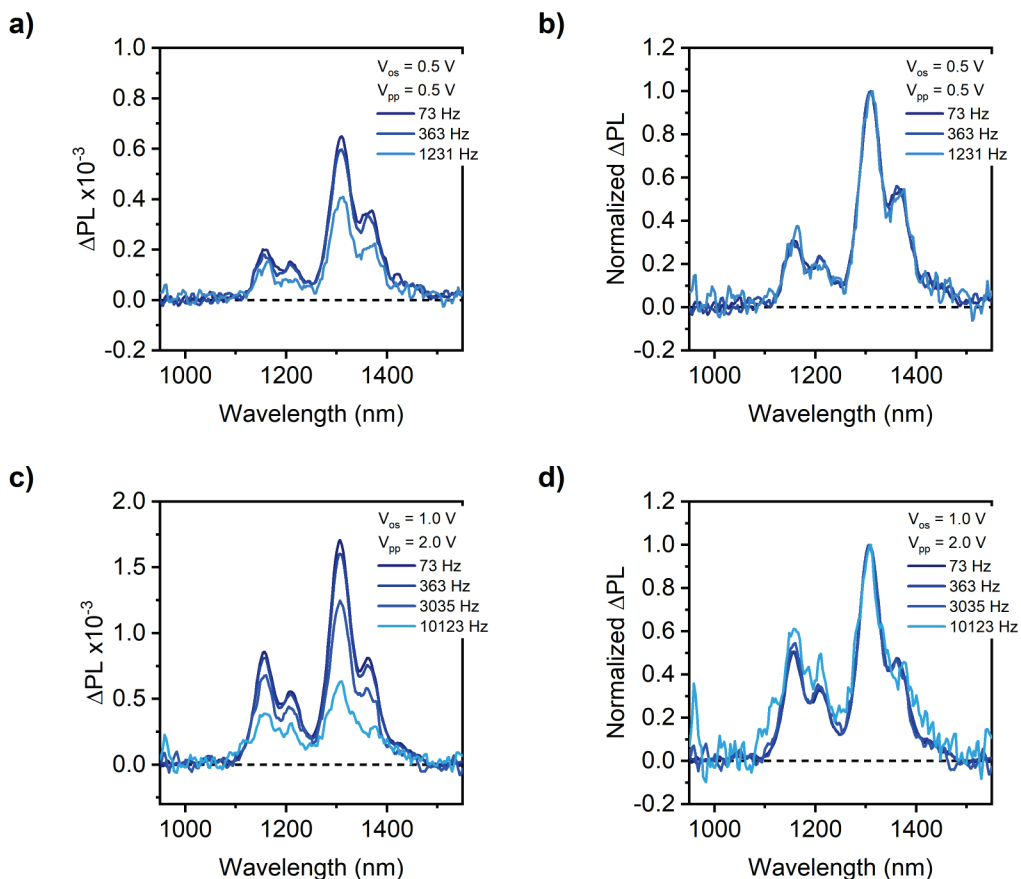 a)
1.0
0.8
0.6
0.4
0.2
0.0
-0.2
ΔPL x10⁻³
V_os = 0.5 V
V_pp = 0.5 V
73 Hz
363 Hz
1231 Hz
1000 1200 1400
Wavelength (nm)
b)
1.2
1.0
0.8
0.6
0.4
0.2
0.0
-0.2
Normalized ΔPL
V_os = 0.5 V
V_pp = 0.5 V
73 Hz
363 Hz
1231 Hz
1000 1200 1400
Wavelength (nm)
c)
2.0
1.5
1.0
0.5
0.0
ΔPL x10⁻³
V_os = 1.0 V
V_pp = 2.0 V
73 Hz
363 Hz
3035 Hz
10123 Hz
1000 1200 1400
Wavelength (nm)
d)
1.2
1.0
0.8
0.6
0.4
0.2
0.0
-0.2
Normalized ΔPL
V_os = 1.0 V
V_pp = 2.0 V
73 Hz
363 Hz
3035 Hz
10123 Hz
1000 1200 1400
Wavelength (nm)